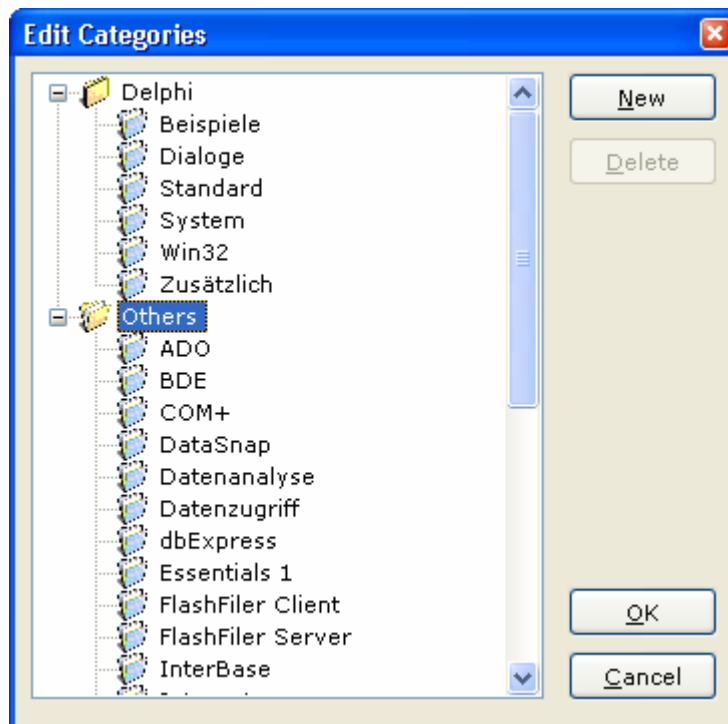 Edit Categories
Delphi
Beispiele
Dialoge
Standard
System
Win32
Zusätzlich
Others
ADO
BDE
COM+
DataSnap
Datenanalyse
Datenzugriff
dbExpress
Essentials 1
FlashFiler Client
FlashFiler Server
InterBase
New
Delete
OK
Cancel